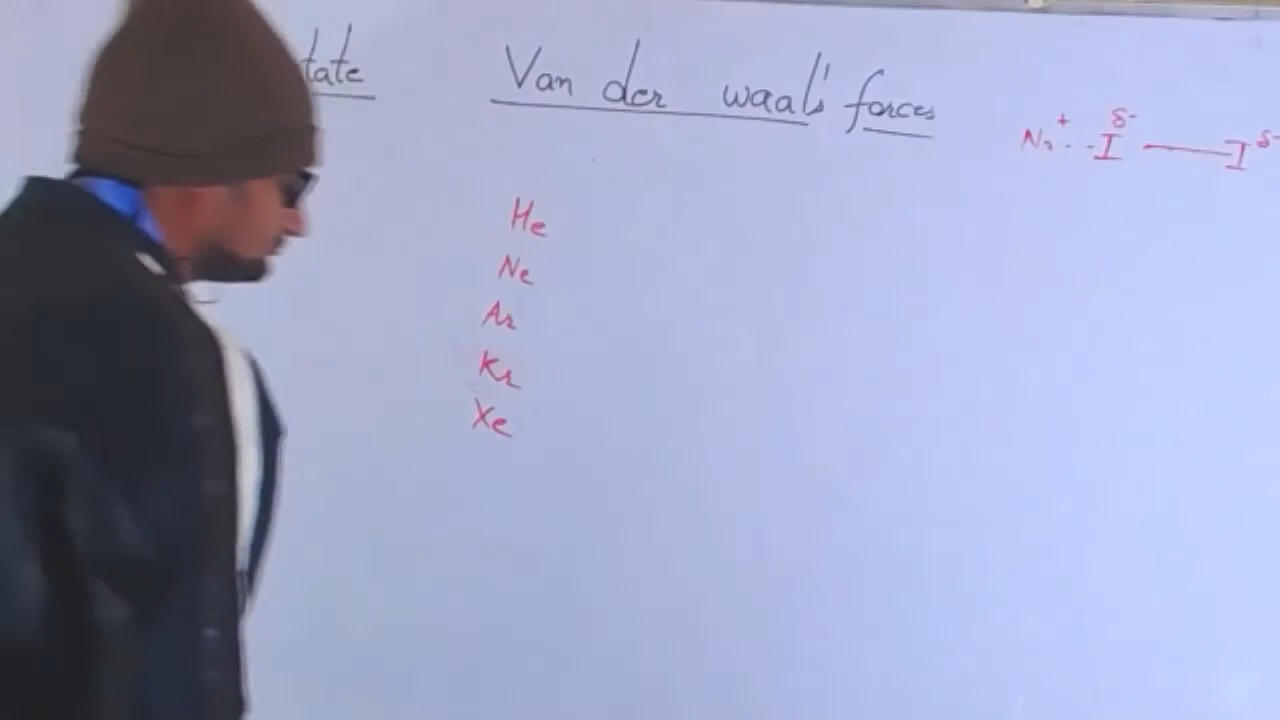 tate
Van der waal's forces
Na+ ... I δ- — I δ-
He
Ne
Ar
Kr
Xe